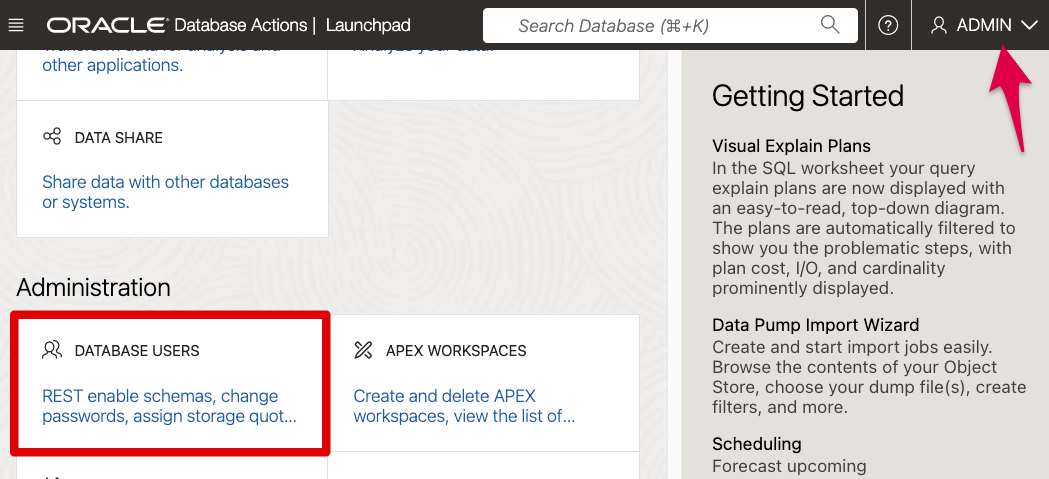 ORACLE Database Actions | Launchpad
Search Database (⌘+K)
ADMIN
other applications.
DATA SHARE
Share data with other databases
or systems.
Administration
DATABASE USERS
REST enable schemas, change
passwords, assign storage quot...
APEX WORKSPACES
Create and delete APEX
workspaces, view the list of...
Getting Started
Visual Explain Plans
In the SQL worksheet your query
explain plans are now displayed with
an easy-to-read, top-down diagram.
The plans are automatically filtered to
show you the problematic steps, with
plan cost, I/O, and cardinality
prominently displayed.
Data Pump Import Wizard
Create and start import jobs easily.
Browse the contents of your Object
Store, choose your dump file(s), create
filters, and more.
Scheduling
Forecast upcoming